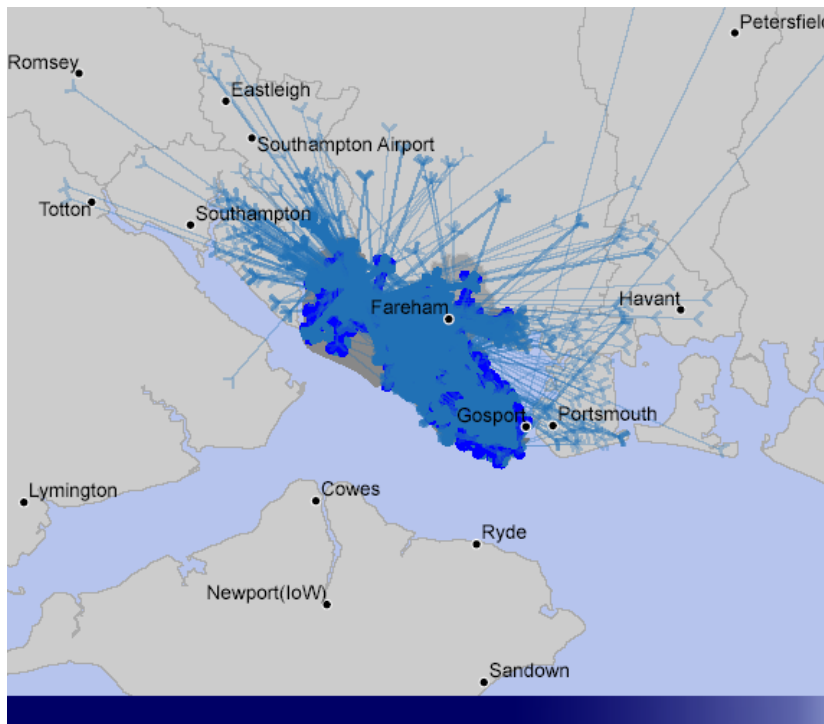 Petersfield
Romsey
Eastleigh
Southampton Airport
Totton
Southampton
Havant
Fareham
Gosport
Portsmouth
Lymington
Cowes
Ryde
Newport(IoW)
Sandown